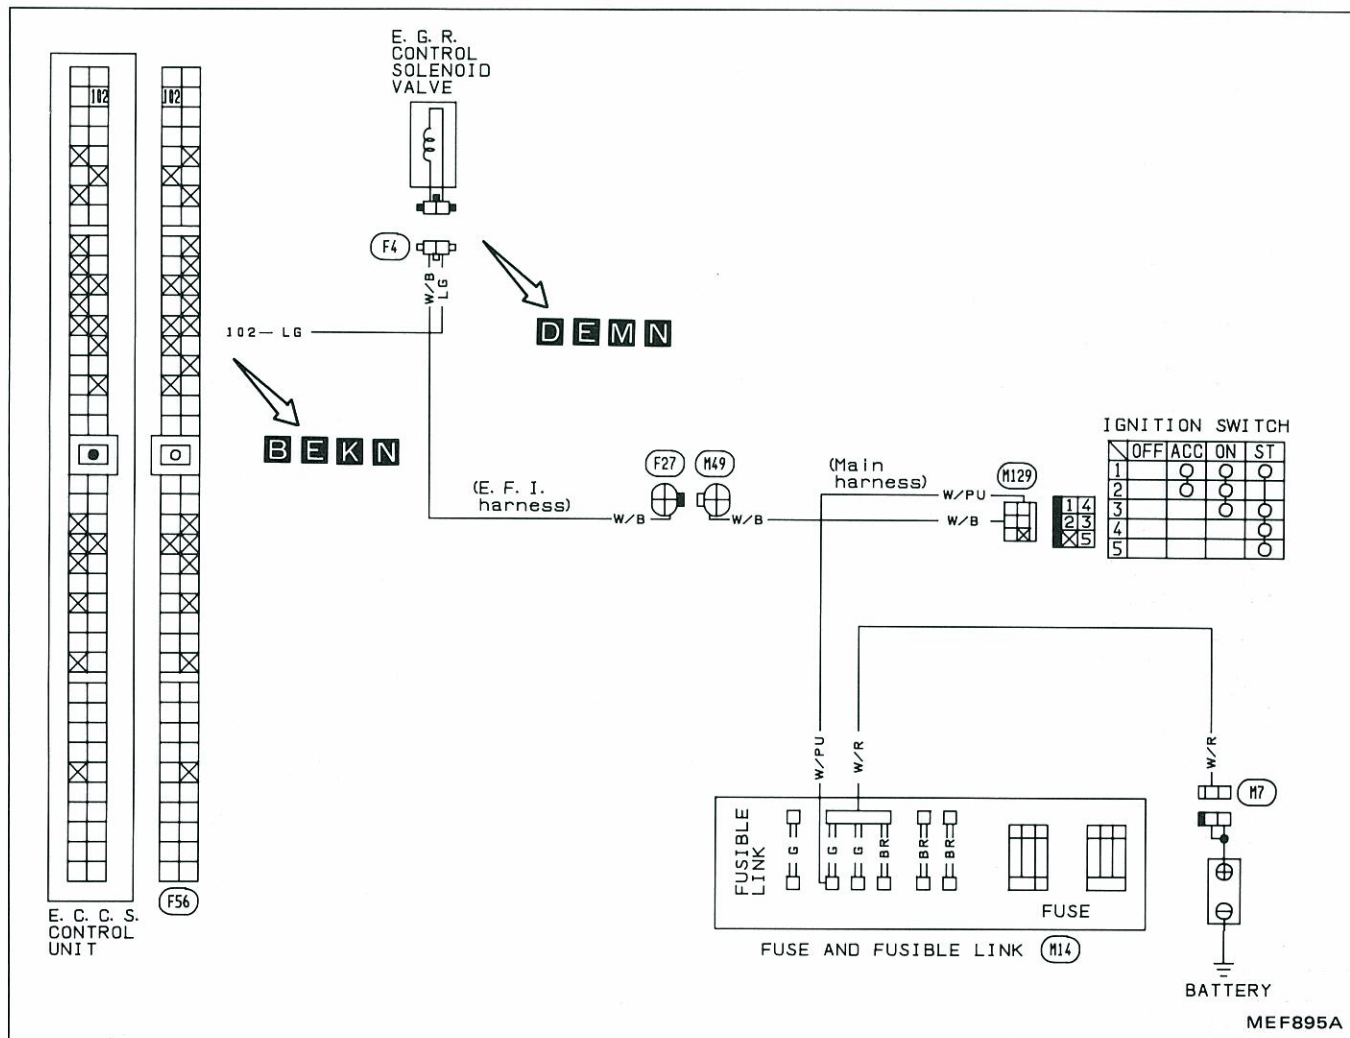 E. G. R.
CONTROL
SOLENOID
VALVE
102
102
F4
W/B
LG
102— LG
D E M N
B E K N
IGNITION SWITCH
OFF ACC ON ST
1
2
3
4
5
F27
M49
(Main
harness)
M129
W/PU
(E. F. I.
harness)
W/B
W/B
W/B
1 4
2 3
5
W/PU
W/R
W/R
M7
FUSIBLE
LINK
G
G
G
BR
BR
BR
FUSE
F56
E. C. C. S.
CONTROL
UNIT
FUSE AND FUSIBLE LINK
M14
BATTERY
MEF895A